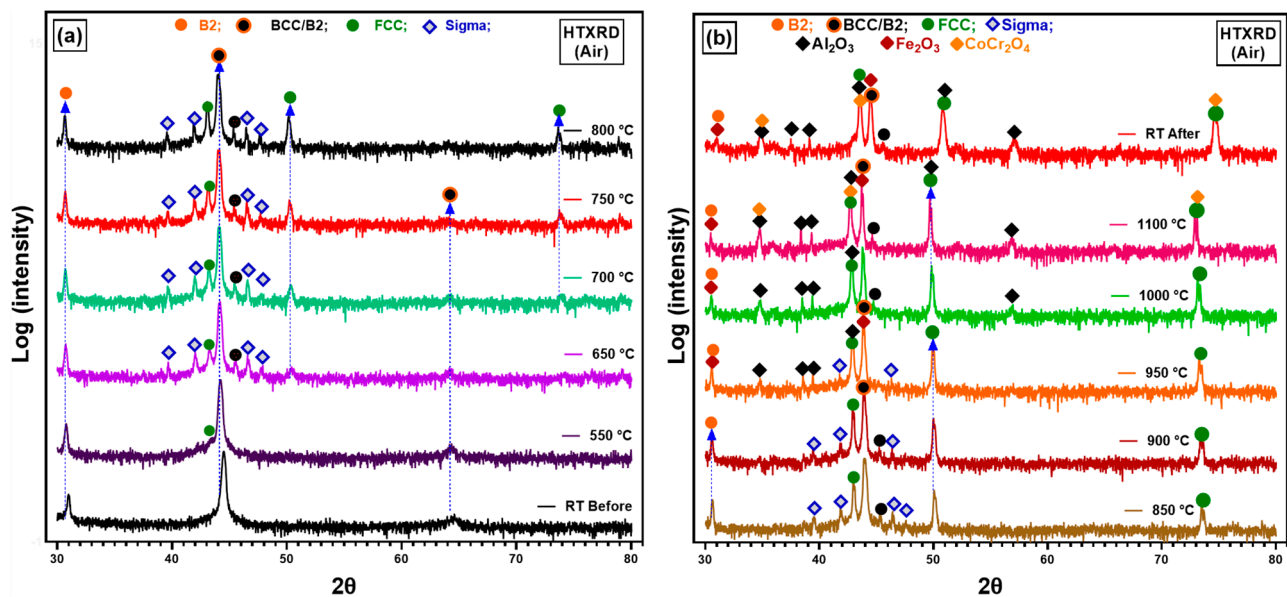 (a)
B2; BCC/B2; FCC; Sigma;
HTXRD
(Air)
800 °C
750 °C
700 °C
650 °C
550 °C
RT Before
Log (intensity)
30 40 50 60 70 80
2θ
(b)
B2; BCC/B2; FCC; Sigma;
Al₂O₃ Fe₂O₃ CoCr₂O₄
HTXRD
(Air)
RT After
1100 °C
1000 °C
950 °C
900 °C
850 °C
Log (intensity)
30 40 50 60 70 80
2θ